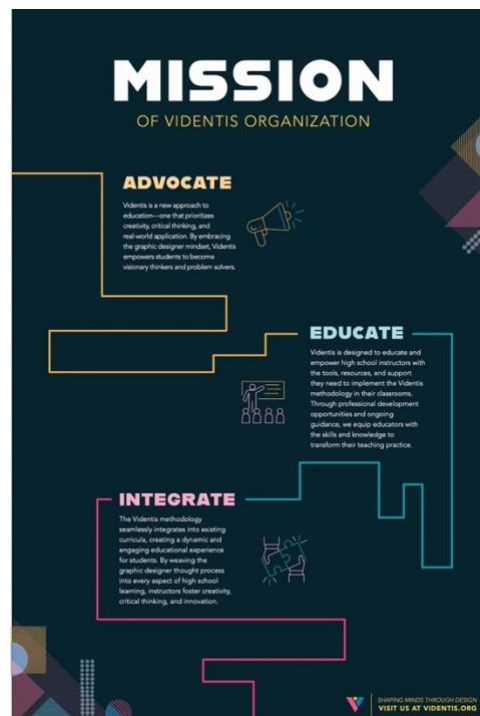 MISSION
OF VIDENTIS ORGANIZATION
ADVOCATE
Videntis is a new approach to
education—one that prioritizes
creativity, critical thinking, and
real-world application. By embracing
the graphic designer mindset, Videntis
empowers students to become
visionary thinkers and problem solvers.
EDUCATE
Videntis is designed to educate and
empower high school instructors with
the tools, resources, and support
they need to implement the Videntis
methodology in their classrooms.
Through professional development
opportunities and ongoing
guidance, we equip educators with
the skills and knowledge to
transform their teaching practice.
INTEGRATE
The Videntis methodology
seamlessly integrates into existing
curricula, creating a dynamic and
engaging educational experience
for students. By weaving the
graphic designer thought process
into every aspect of high school
learning, instructors foster creativity,
critical thinking, and innovation.
SHAPING MINDS THROUGH DESIGN
VISIT US AT VIDENTIS.ORG